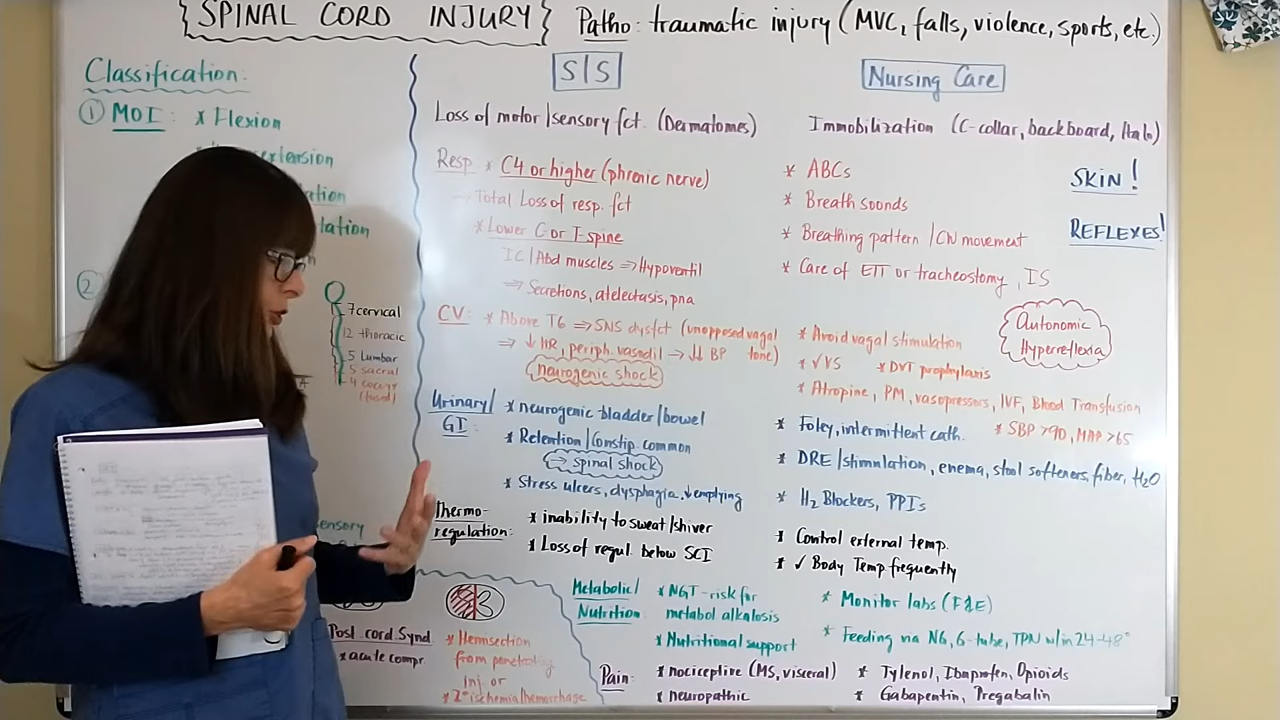 SPINAL CORD INJURY Patho: traumatic injury (MVC, falls, violence, sports, etc.)
Classification:
① MOI: * Flexion
extension
ation
lation
②
7 cervical
12 thoracic
5 Lumbar
5 sacral
4 coccyx
(fused)
A
ensory
Post cord Synd
* acute compr.
* Hemisection
from penetrating
inj. or
* 2° ischemia/hemorrhage
S|S
Loss of motor/sensory fct. (Dermatomes)
Resp * C4 or higher (phrenic nerve)
→ Total Loss of resp. fct
* Lower C or T-spine
IC/Abd muscles ⇒ Hypoventil
⇒ Secretions, atelectasis, pna
CV: * Above T6 ⇒ SNS dysfct (unopposed vagal
tone)
⇒ ↓ HR, periph. vasodil → ↓↓ BP
neurogenic shock
Urinary/
GI:
* neurogenic bladder/bowel
* Retention/Constip. common
⇒ spinal shock
* Stress ulcers, dysphagia, ↓ emptying
Thermo-
regulation:
* inability to sweat/shiver
* Loss of regul. below SCI
Metabolic/
Nutrition:
* NGT-risk for
metabol alkalosis
* Nutritional support
Pain: * nociceptive (MS, visceral)
* neuropathic
Nursing Care
Immobilization (C-collar, backboard, Halo)
* ABCs
* Breath sounds
* Breathing pattern/CW movement
* Care of ETT or tracheostomy, IS
SKIN!
REFLEXES!
Autonomic
Hyperreflexia
* Avoid vagal stimulation
* √VS * DVT prophylaxis
* Atropine, PM, vasopressors, IVF, Blood Transfusion
* SBP >90, MAP >65
* Foley, intermittent cath.
* DRE/stimulation, enema, stool softeners, fiber, H₂O
* H₂ Blockers, PPIs
* Control external temp.
* √ Body Temp frequently
* Monitor labs (F&E)
* Feeding via NG, G-tube, TPN w/in 24-48°
* Tylenol, Ibuprofen, Opioids
* Gabapentin, Pregabalin